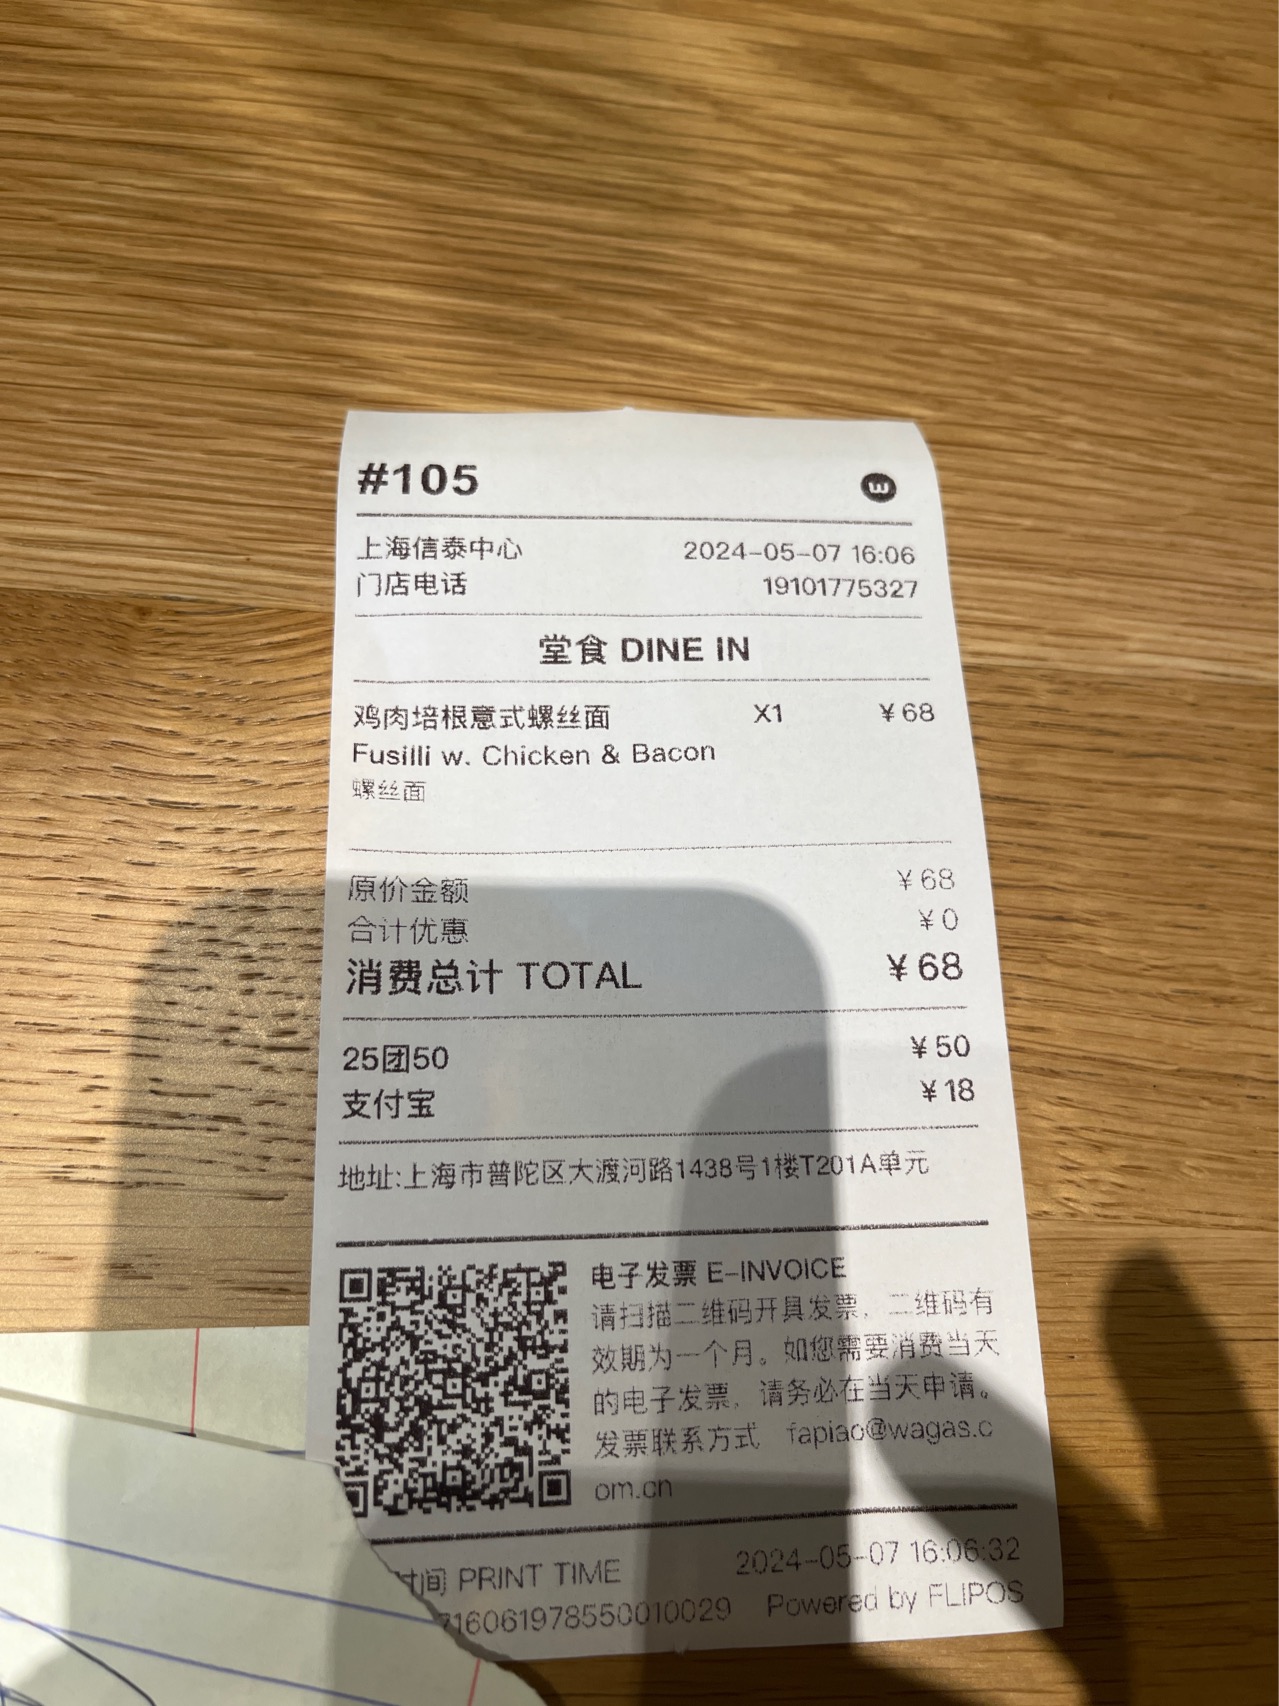 #105
上海信泰中心 2024-05-07 16:06
门店电话 19101775327
堂食 DINE IN
鸡肉培根意式螺丝面 X1 ¥68
Fusilli w. Chicken & Bacon
螺丝面
原价金额 ¥68
合计优惠 ¥0
消费总计 TOTAL ¥68
25团50 ¥50
支付宝 ¥18
地址:上海市普陀区大渡河路1438号1楼T201A单元
电子发票 E-INVOICE
请扫描二维码开具发票，二维码有
效期为一个月。如您需要消费当天
的电子发票，请务必在当天申请。
发票联系方式 fapiao@wagas.c
om.cn
时间 PRINT TIME 2024-05-07 16:06:32
716061978550010029 Powered by FLIPOS